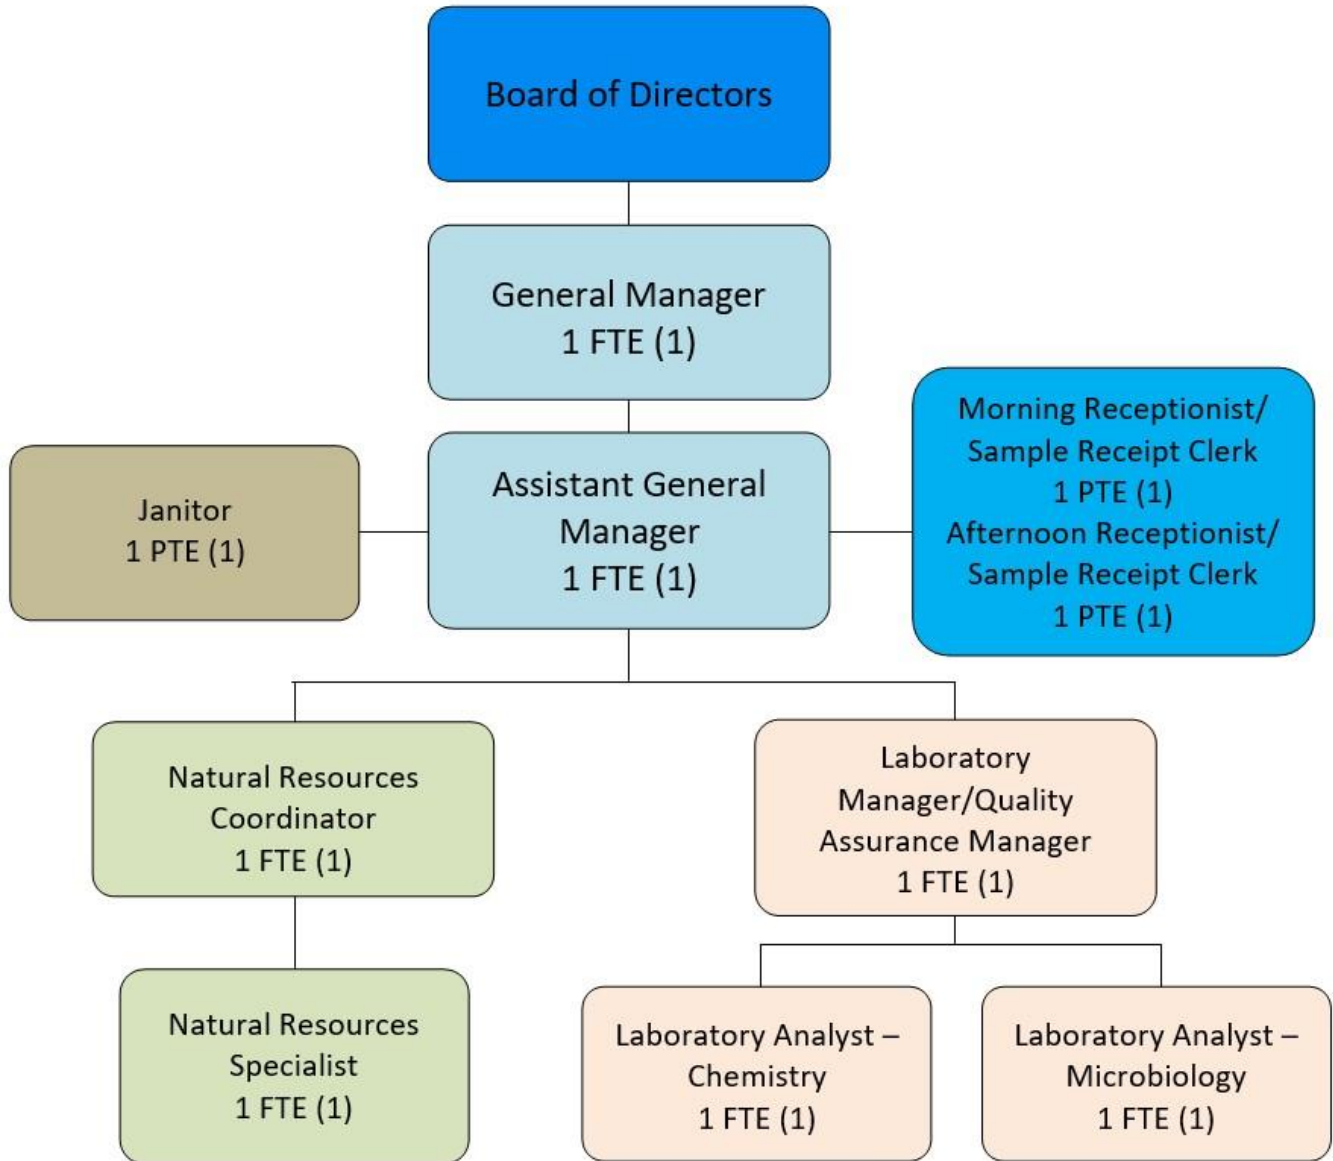 Board of Directors
General Manager
1 FTE (1)
Assistant General
Manager
1 FTE (1)
Janitor
1 PTE (1)
Morning Receptionist/
Sample Receipt Clerk
1 PTE (1)
Afternoon Receptionist/
Sample Receipt Clerk
1 PTE (1)
Natural Resources
Coordinator
1 FTE (1)
Laboratory
Manager/Quality
Assurance Manager
1 FTE (1)
Natural Resources
Specialist
1 FTE (1)
Laboratory Analyst –
Chemistry
1 FTE (1)
Laboratory Analyst –
Microbiology
1 FTE (1)